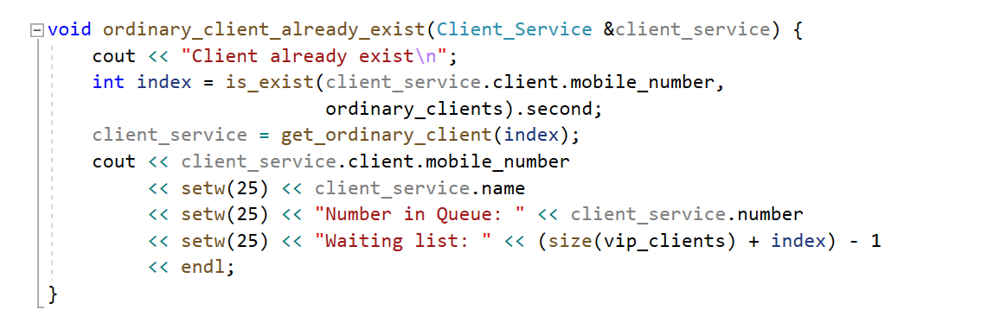 void ordinary_client_already_exist(Client_Service &client_service) {
    cout << "Client already exist\n";
    int index = is_exist(client_service.client.mobile_number,
                         ordinary_clients).second;
    client_service = get_ordinary_client(index);
    cout << client_service.client.mobile_number
         << setw(25) << client_service.name
         << setw(25) << "Number in Queue: " << client_service.number
         << setw(25) << "Waiting list: " << (size(vip_clients) + index) - 1
         << endl;
}